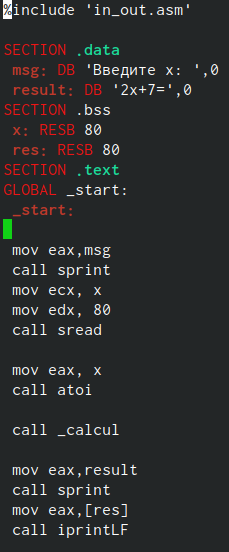 %include 'in_out.asm'
SECTION .data
msg: DB 'Введите x: ',0
result: DB '2x+7=',0
SECTION .bss
x: RESB 80
res: RESB 80
SECTION .text
GLOBAL _start:
_start:
mov eax,msg
call sprint
mov ecx, x
mov edx, 80
call sread
mov eax, x
call atoi
call _calcul
mov eax,result
call sprint
mov eax,[res]
call iprintLF